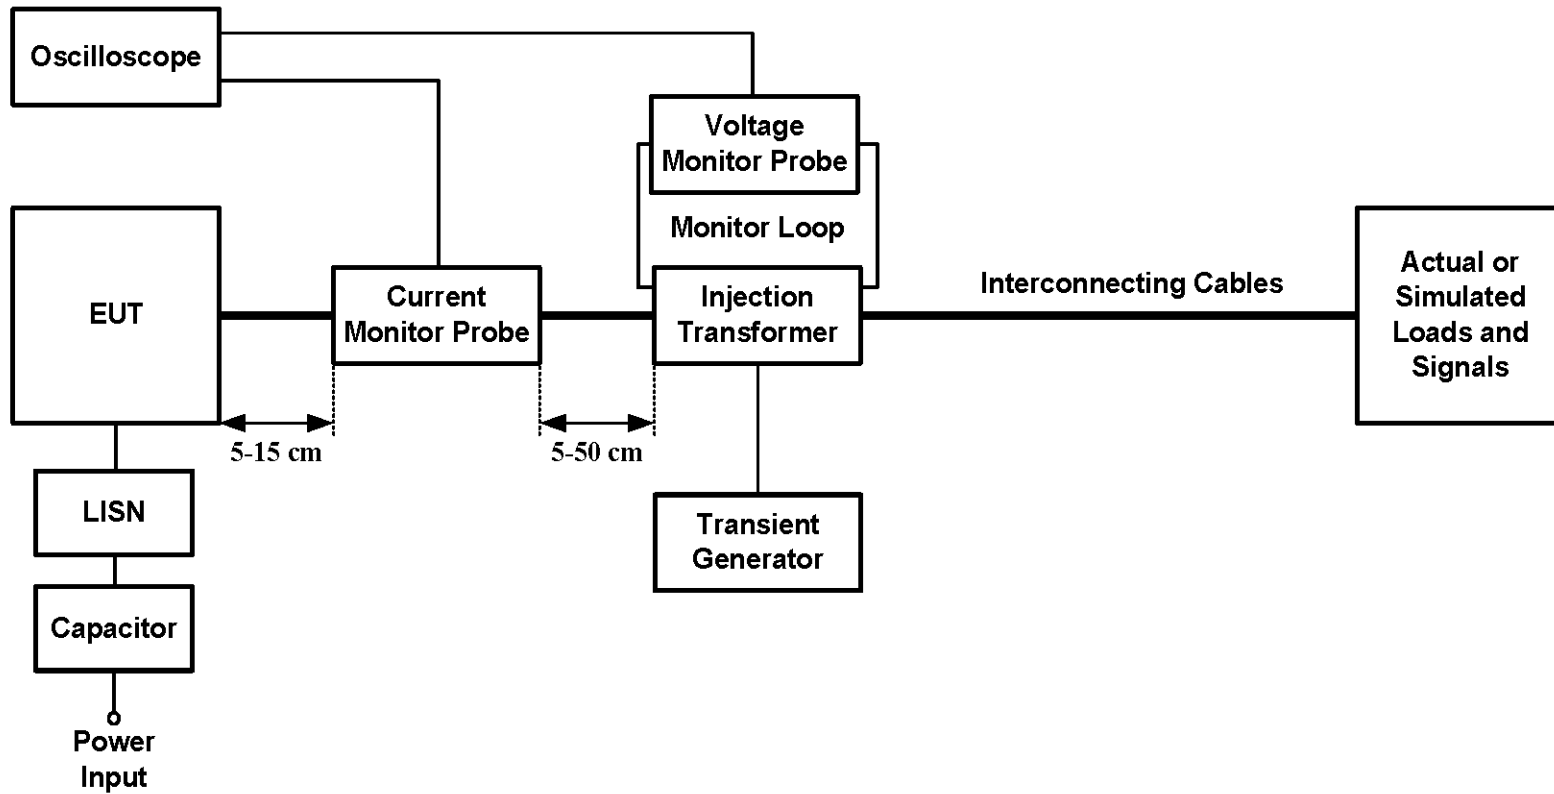 Oscilloscope
Voltage
Monitor Probe
Monitor Loop
EUT
Current
Monitor Probe
Injection
Transformer
Interconnecting Cables
Actual or
Simulated
Loads and
Signals
5-15 cm
5-50 cm
LISN
Transient
Generator
Capacitor
Power
Input